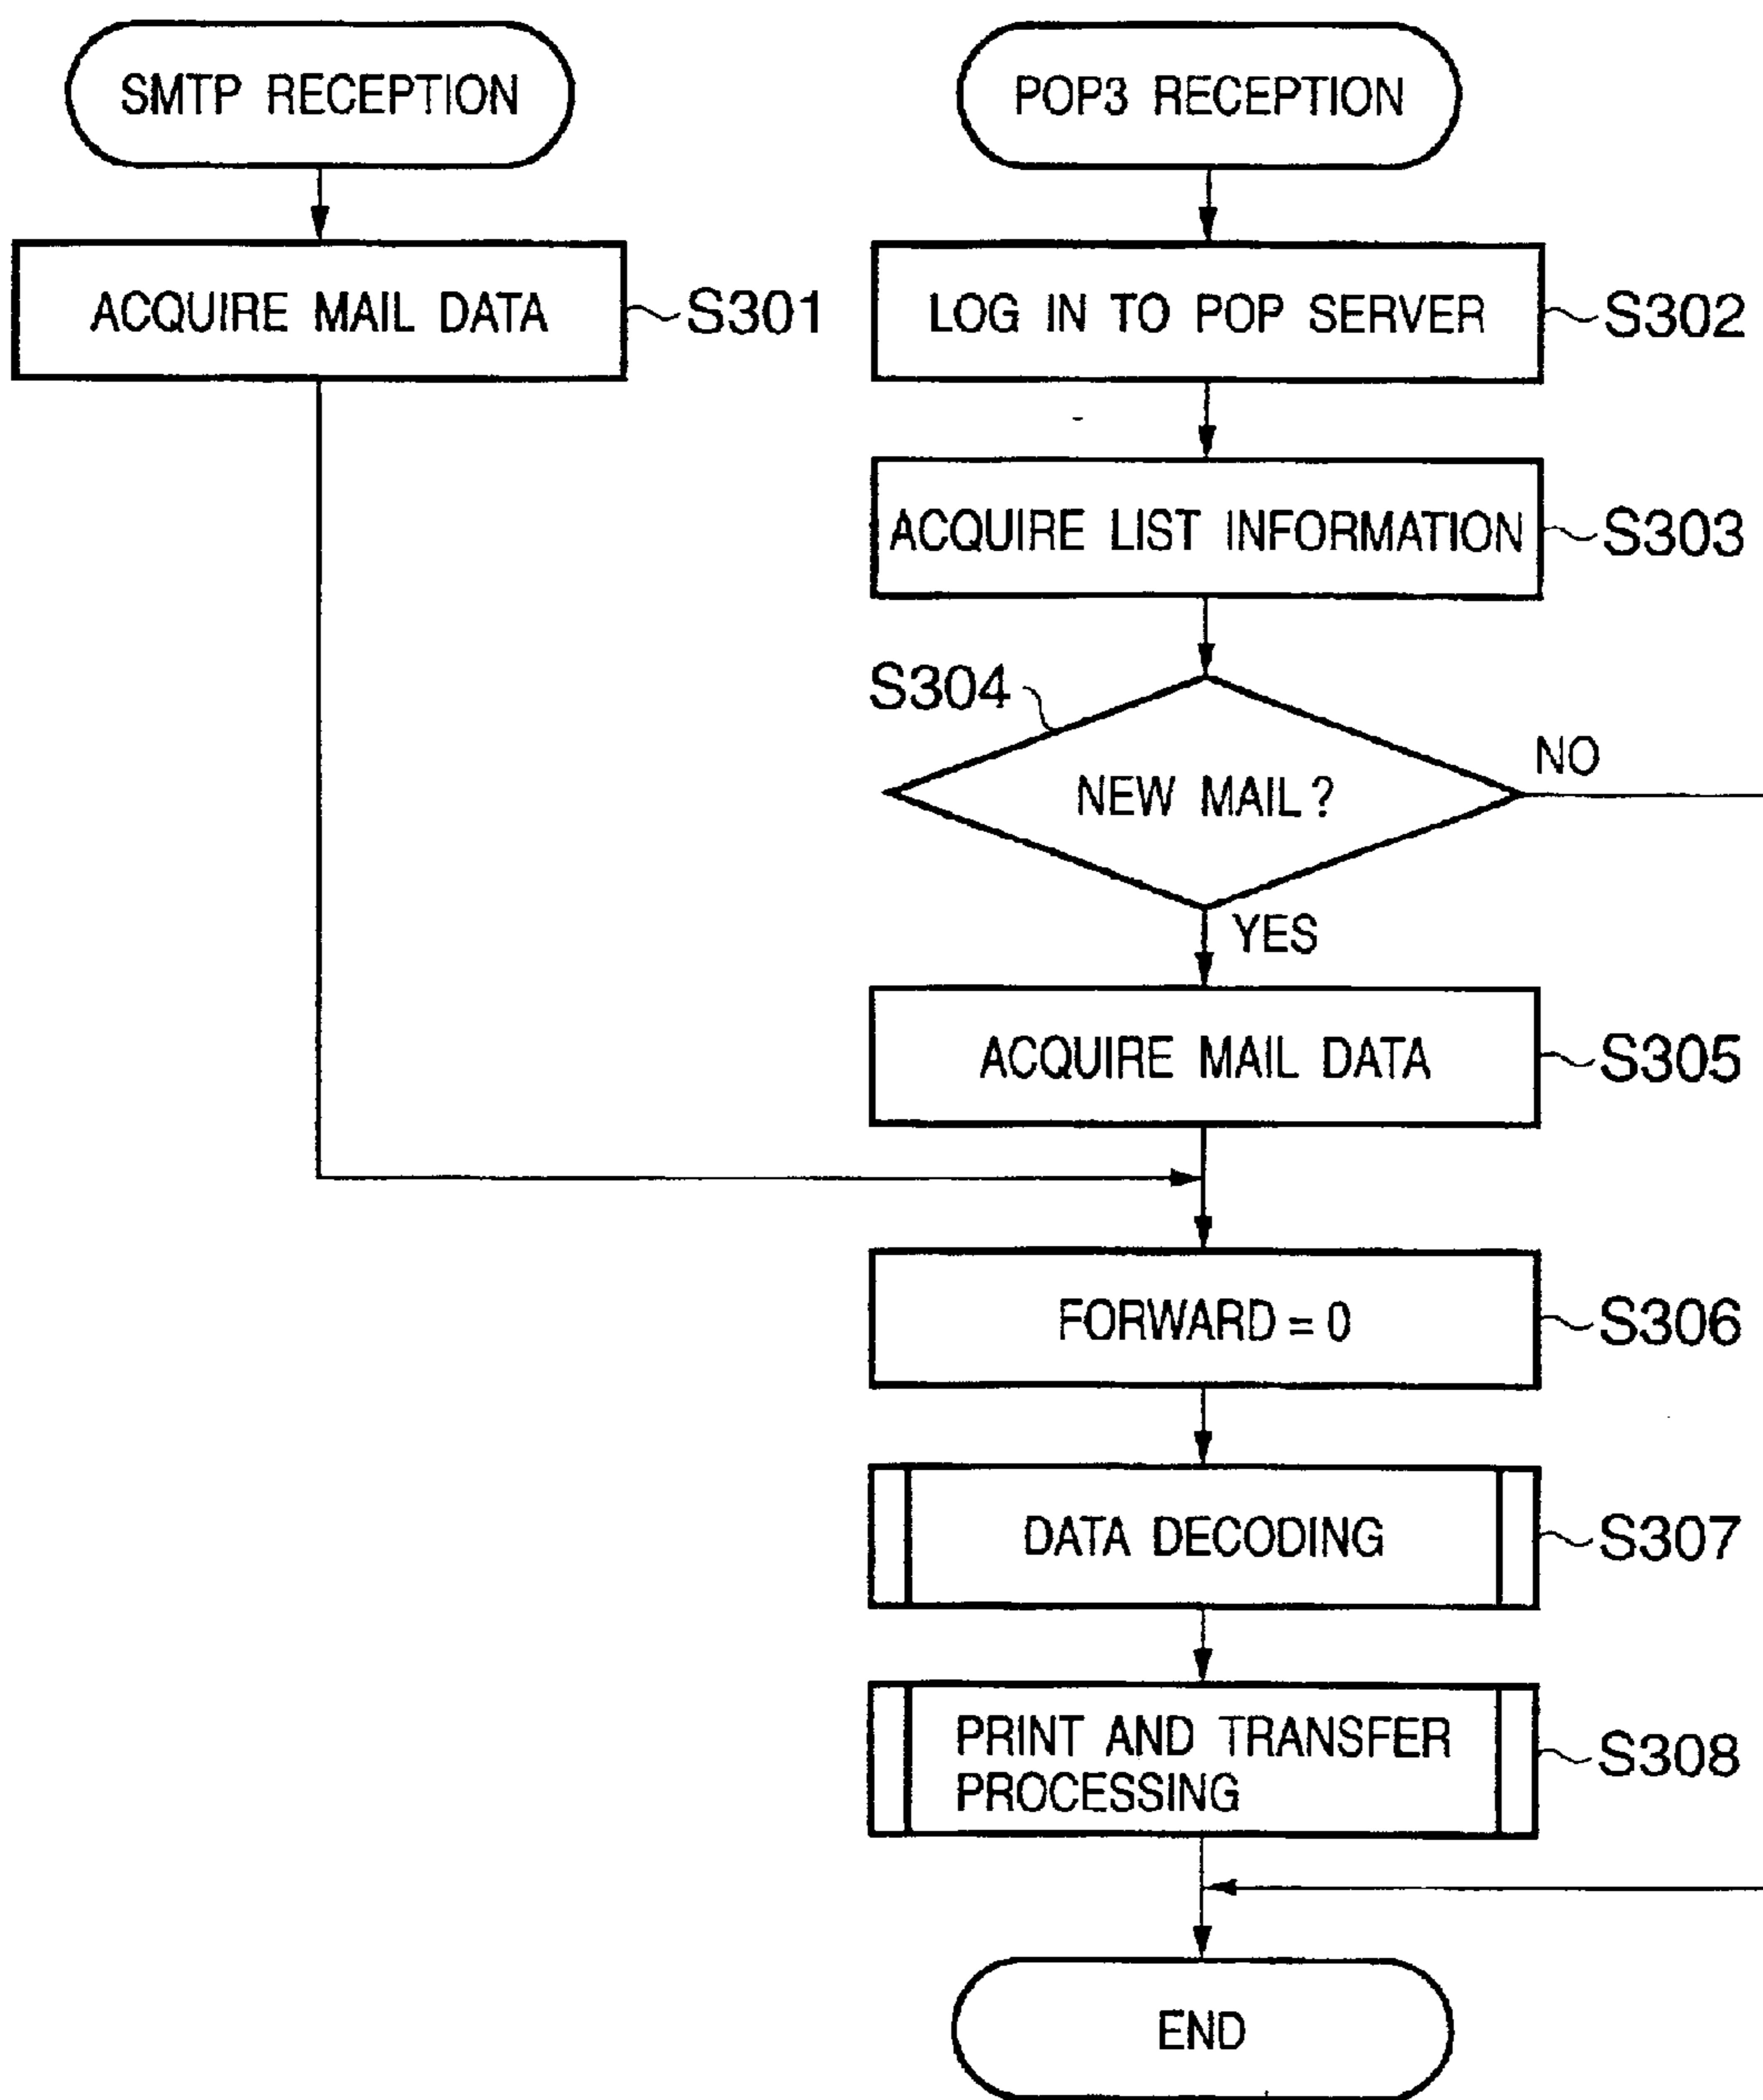 SMTP RECEPTION
POP3 RECEPTION
ACQUIRE MAIL DATA
S301
LOG IN TO POP SERVER
S302
ACQUIRE LIST INFORMATION
S303
S304
NEW MAIL?
NO
YES
ACQUIRE MAIL DATA
S305
FORWARD = 0
S306
DATA DECODING
S307
PRINT AND TRANSFER
PROCESSING
S308
END